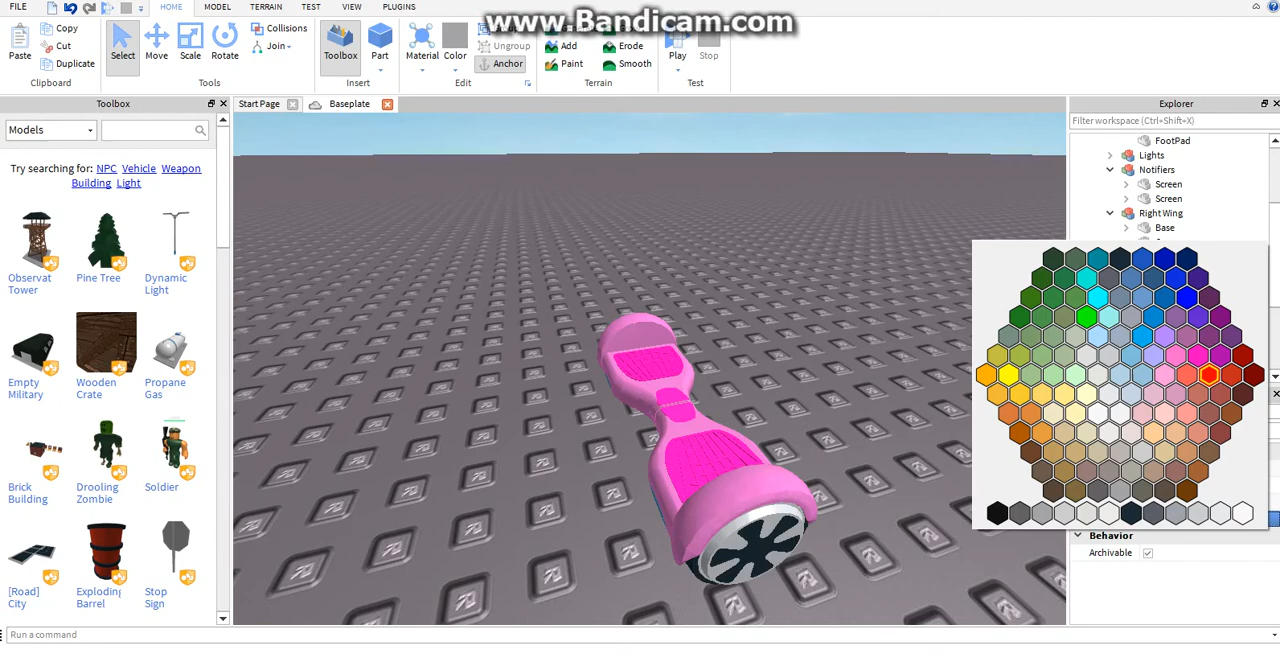 FILE HOME MODEL TERRAIN TEST VIEW PLUGINS
www.Bandicam.com
Paste
Copy
Cut
Duplicate
Clipboard
Select
Move
Scale
Rotate
Tools
Collisions
Join
Toolbox
Part
Insert
Material
Color
Ungroup
Anchor
Edit
Add
Paint
Erode
Smooth
Terrain
Play
Stop
Test
Toolbox
Models
Try searching for: NPC Vehicle Weapon
Building Light
Observat
Tower
Pine Tree
Dynamic
Light
Empty
Military
Wooden
Crate
Propane
Gas
Brick
Building
Drooling
Zombie
Soldier
[Road]
City
Exploding
Barrel
Stop
Sign
Start Page
Baseplate
Explorer
Filter workspace (Ctrl+Shift+X)
FootPad
Lights
Notifiers
Screen
Screen
Right Wing
Base
Behavior
Archivable
Run a command